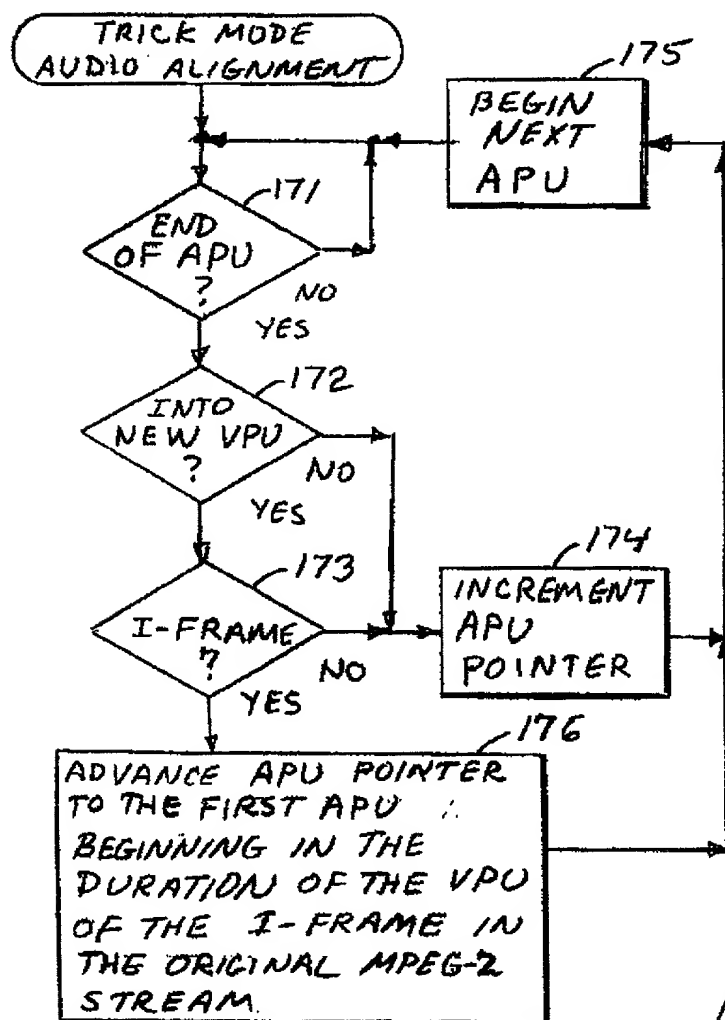 TRICK MODE
AUDIO ALIGNMENT
175
BEGIN
NEXT
APU
171
END
OF APU
?
NO
YES
172
INTO
NEW VPU
?
NO
YES
173
I-FRAME
?
NO
YES
174
INCREMENT
APU
POINTER
176
ADVANCE APU POINTER
TO THE FIRST APU
BEGINNING IN THE
DURATION OF THE VPU
OF THE I-FRAME IN
THE ORIGINAL MPEG-2
STREAM.